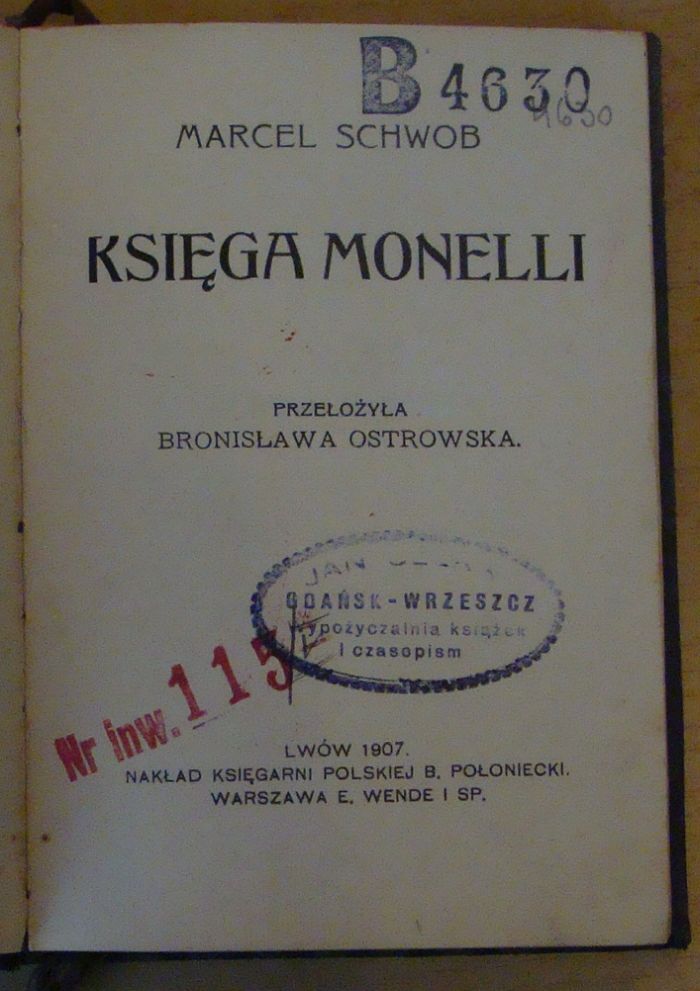 B 4630
4630
MARCEL SCHWOB
KSIĘGA MONELLI
PRZEŁOŻYŁA
BRONISŁAWA OSTROWSKA.
JAN
GDAŃSK-WRZESZCZ
wypożyczalnia książek
i czasopism
Nr inw. 115
LWÓW 1907.
NAKŁAD KSIĘGARNI POLSKIEJ B. POŁONIECKI.
WARSZAWA E. WENDE I SP.